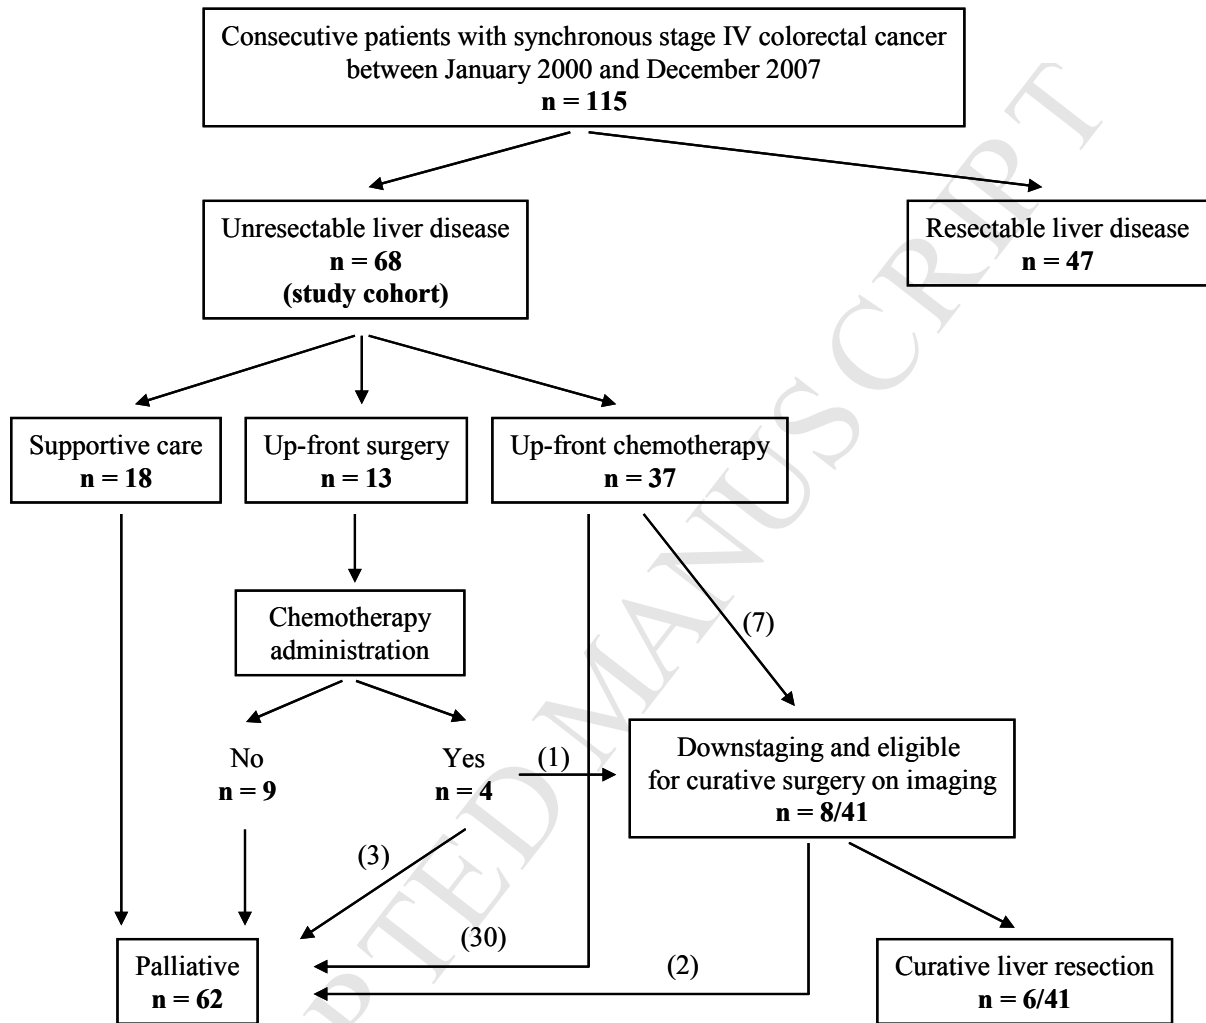 Consecutive patients with synchronous stage IV colorectal cancer
between January 2000 and December 2007
n = 115
Unresectable liver disease
n = 68
(study cohort)
Resectable liver disease
n = 47
Supportive care
n = 18
Up-front surgery
n = 13
Up-front chemotherapy
n = 37
Chemotherapy
administration
(7)
No
n = 9
Yes
n = 4
(1)
Downstaging and eligible
for curative surgery on imaging
n = 8/41
(3)
(30)
(2)
Palliative
n = 62
Curative liver resection
n = 6/41
PTED MANUSCRIPT